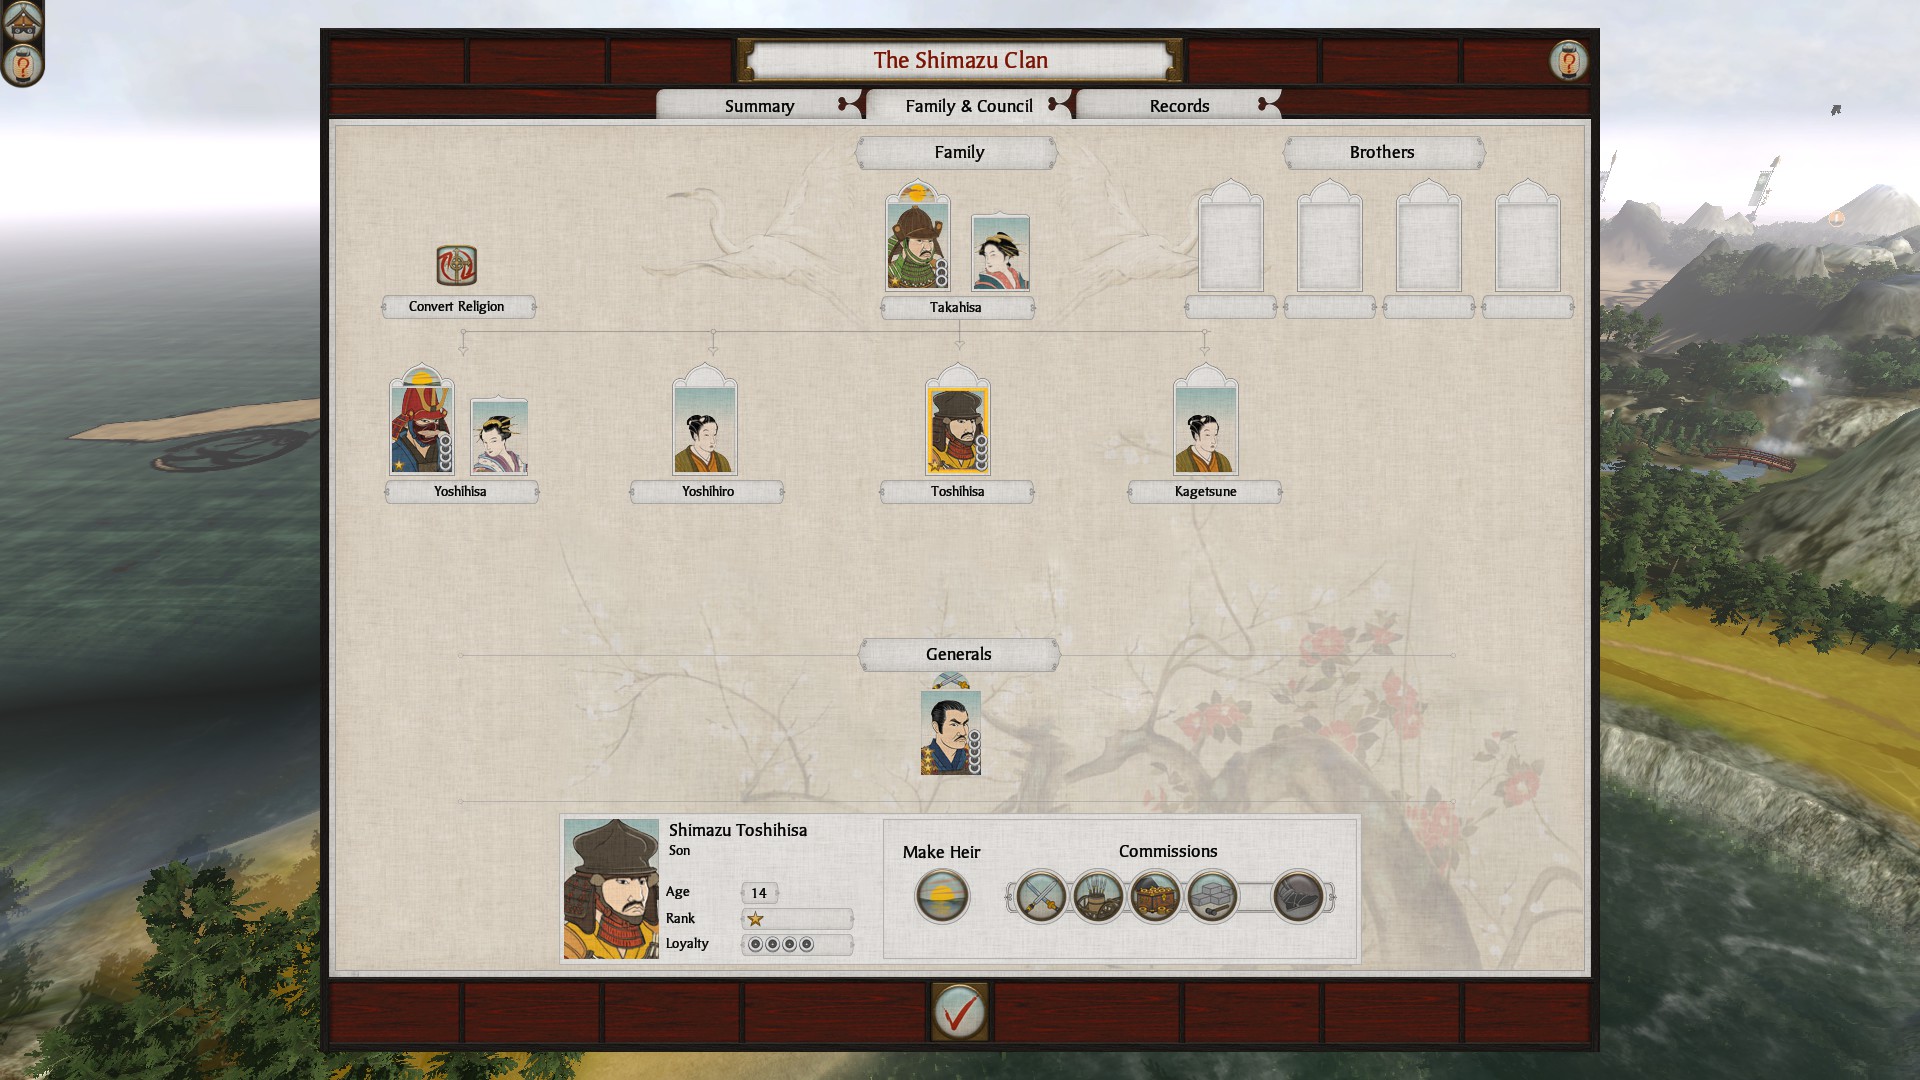 The Shimazu Clan
Summary
Family & Council
Records
Family
Brothers
Convert Religion
Takahisa
Yoshihisa
Yoshihiro
Toshihisa
Kagetsune
Generals
Shimazu Toshihisa
Son
Age 14
Rank
Loyalty
Make Heir
Commissions